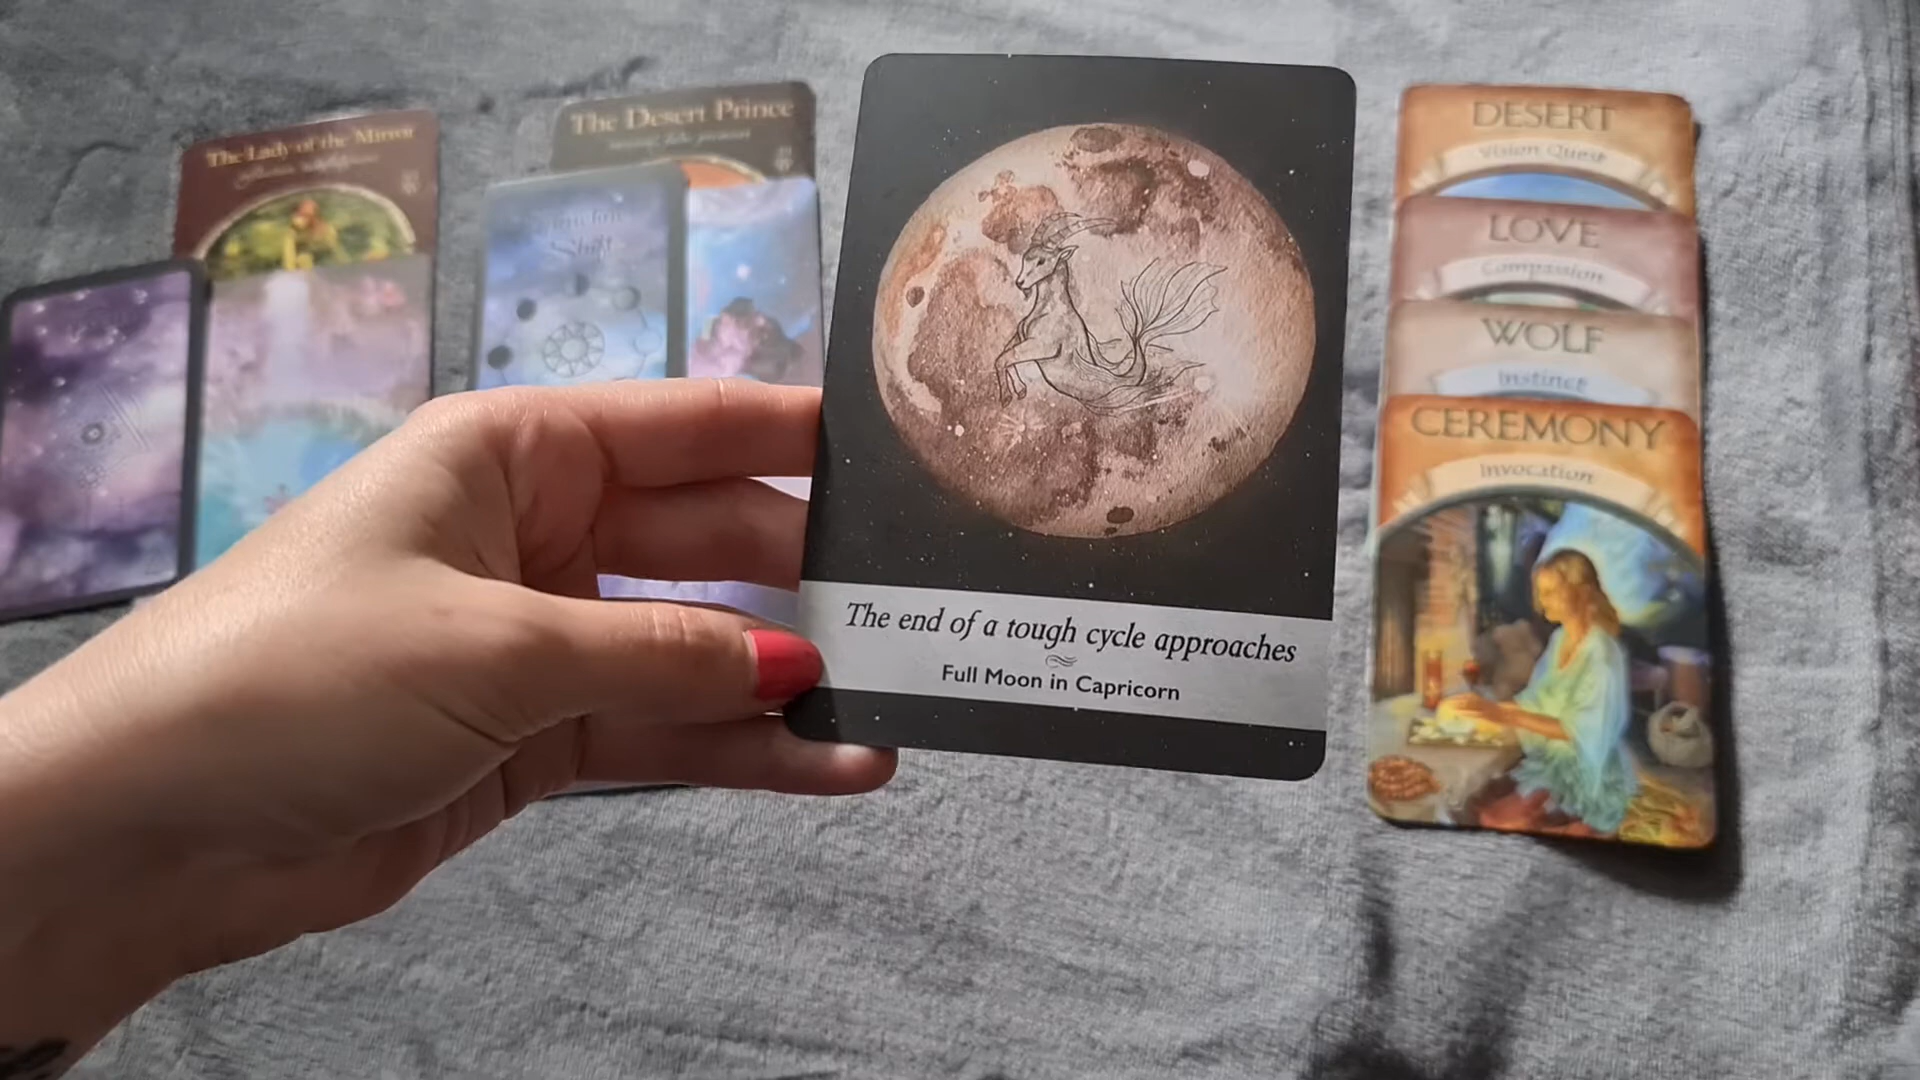 The Lady of the Mirror
The Desert Prince
Shift
The end of a tough cycle approaches
Full Moon in Capricorn
DESERT
Vision Quest
LOVE
Compassion
WOLF
Instinct
CEREMONY
Invocation